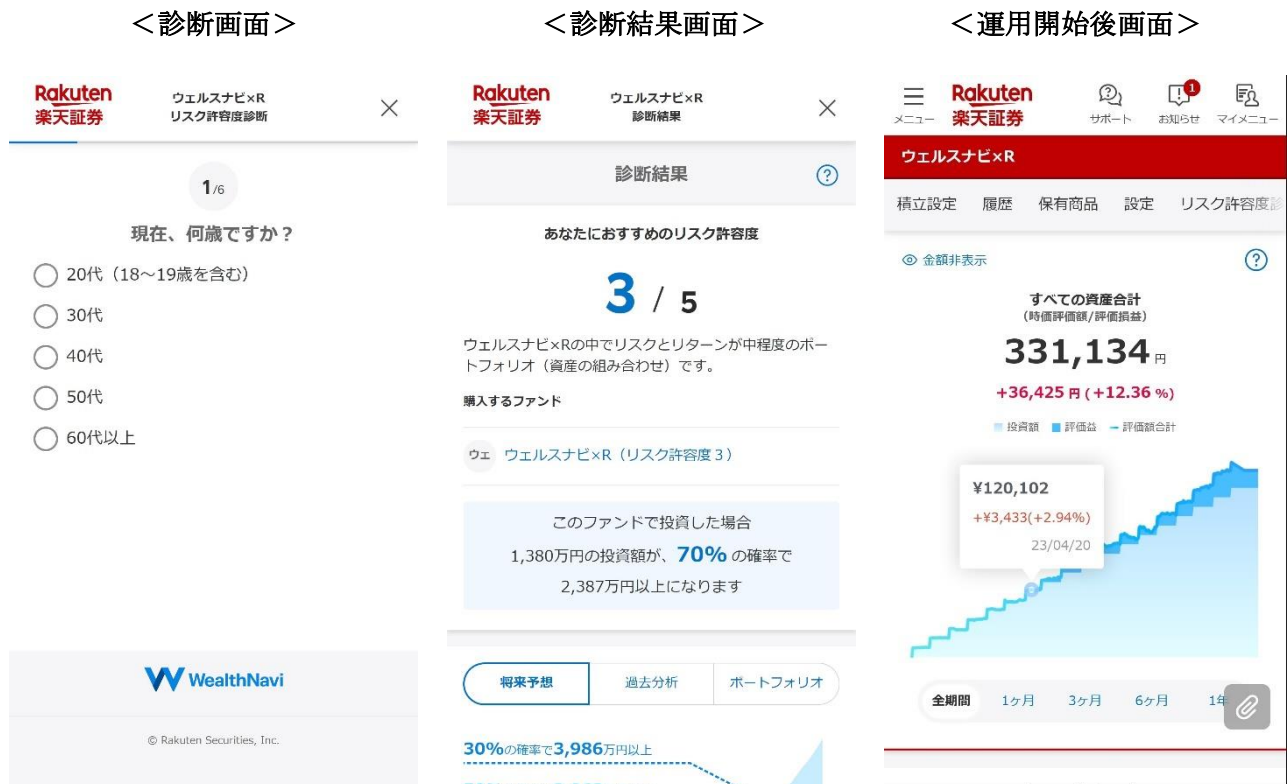 ＜診断画面＞
Rakuten
楽天証券
ウェルスナビ×R
リスク許容度診断
1/6
現在、何歳ですか？
20代（18～19歳を含む）
30代
40代
50代
60代以上
WealthNavi
© Rakuten Securities, Inc.
＜診断結果画面＞
Rakuten
楽天証券
ウェルスナビ×R
診断結果
診断結果
あなたにおすすめのリスク許容度
3 / 5
ウェルスナビ×Rの中でリスクとリターンが中程度のポー
トフォリオ（資産の組み合わせ）です。
購入するファンド
ウェ ウェルスナビ×R（リスク許容度３）
このファンドで投資した場合
1,380万円の投資額が、70% の確率で
2,387万円以上になります
将来予想 過去分析 ポートフォリオ
30%の確率で3,986万円以上
＜運用開始後画面＞
メニュー
Rakuten
楽天証券
サポート
1
お知らせ
マイメニュー
ウェルスナビ×R
積立設定 履歴 保有商品 設定 リスク許容度診
金額非表示
すべての資産合計
（時価評価額/評価損益）
331,134 円
+36,425 円 ( +12.36 %)
投資額 評価益 評価額合計
¥120,102
+¥3,433(+2.94%)
23/04/20
全期間 1ヶ月 3ヶ月 6ヶ月 1年